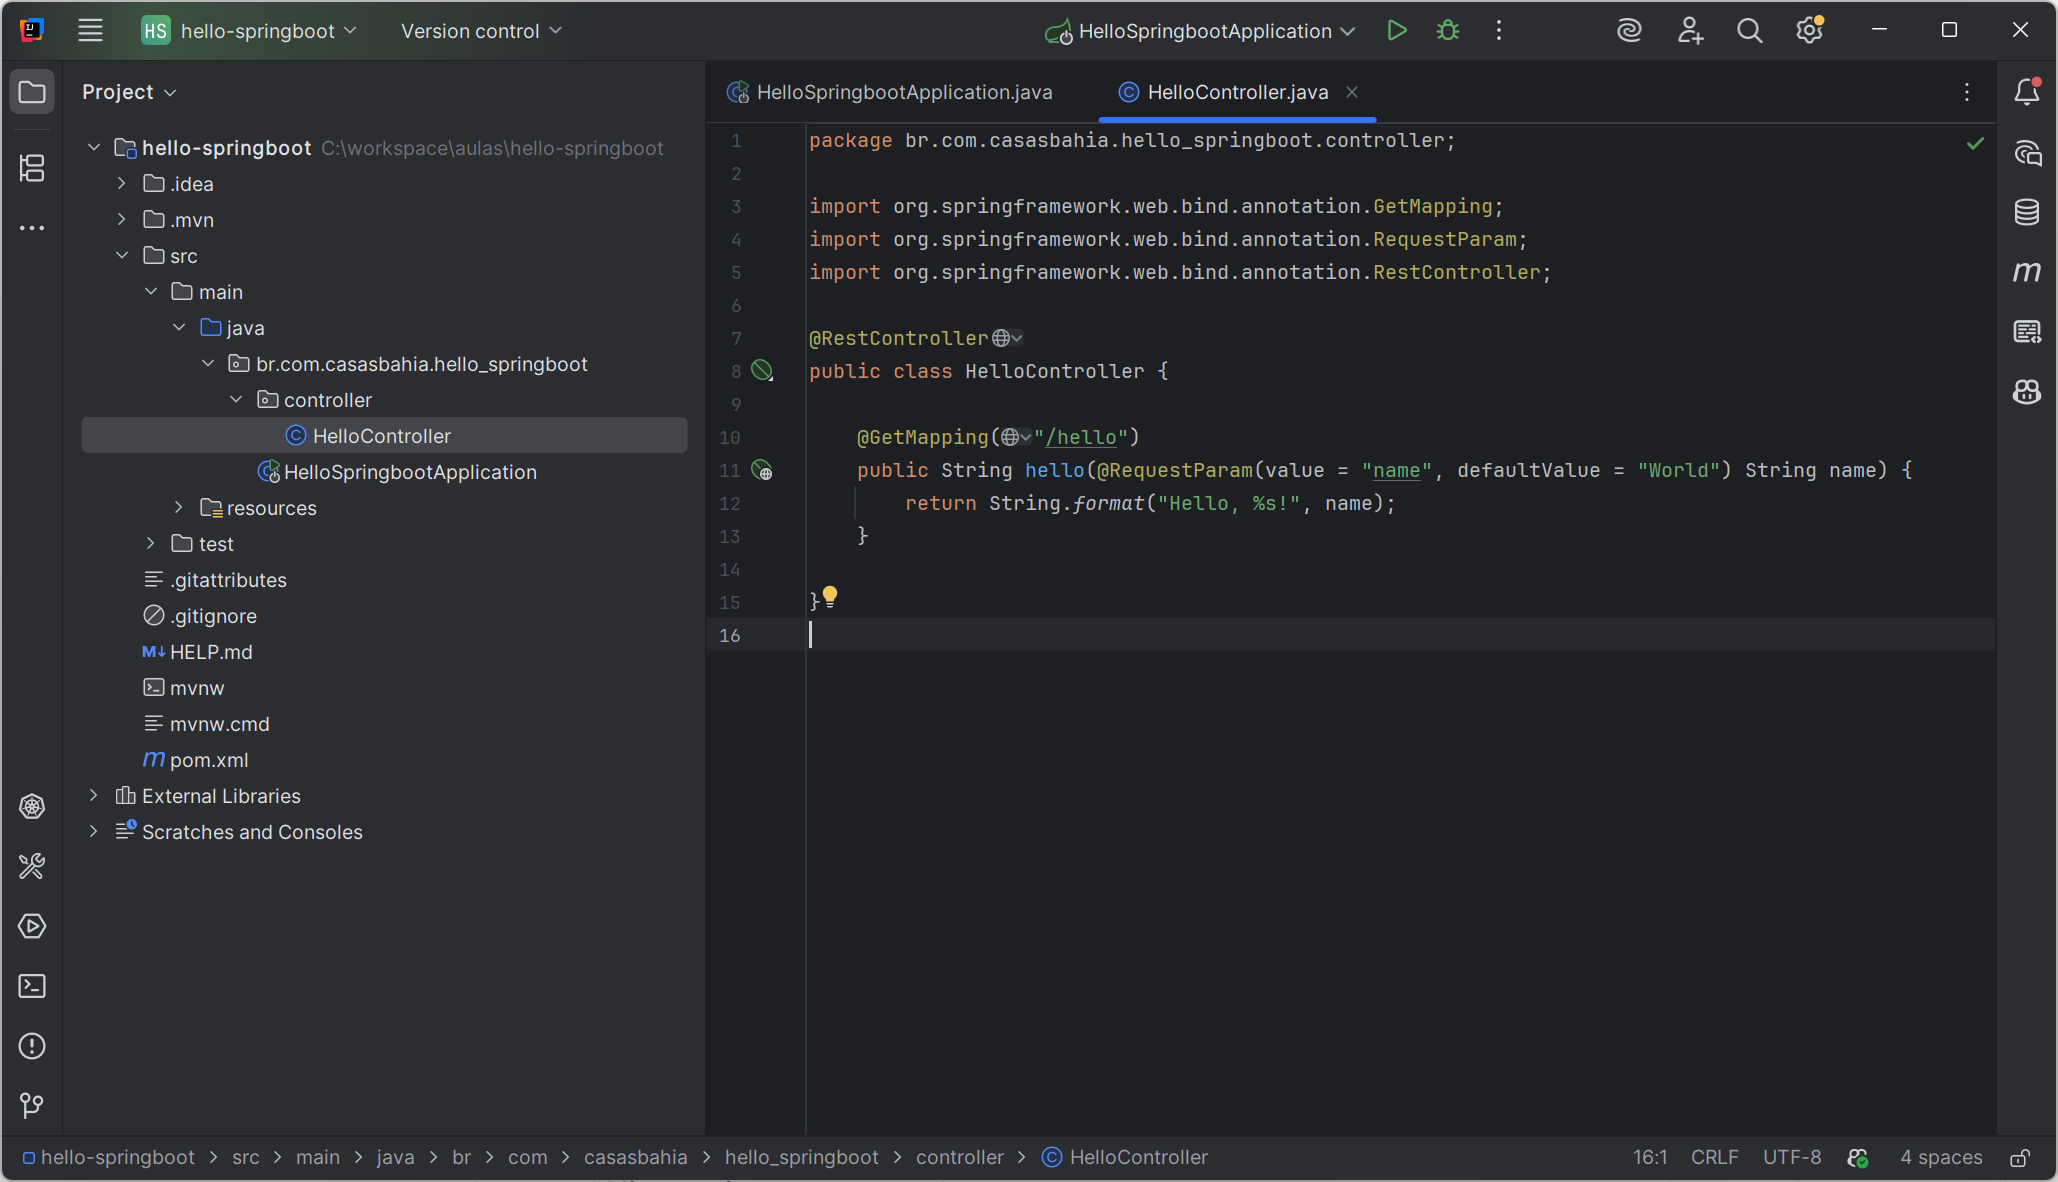 HS hello-springboot Version control HelloSpringbootApplication
Project
hello-springboot C:\workspace\aulas\hello-springboot
.idea
.mvn
src
main
java
br.com.casasbahia.hello_springboot
controller
HelloController
HelloSpringbootApplication
resources
test
.gitattributes
.gitignore
HELP.md
mvnw
mvnw.cmd
pom.xml
External Libraries
Scratches and Consoles
HelloSpringbootApplication.java HelloController.java
1 package br.com.casasbahia.hello_springboot.controller;
2
3 import org.springframework.web.bind.annotation.GetMapping;
4 import org.springframework.web.bind.annotation.RequestParam;
5 import org.springframework.web.bind.annotation.RestController;
6
7 @RestController
8 public class HelloController {
9
10 @GetMapping("/hello")
11 public String hello(@RequestParam(value = "name", defaultValue = "World") String name) {
12 return String.format("Hello, %s!", name);
13 }
14
15 }
16
hello-springboot > src > main > java > br > com > casasbahia > hello_springboot > controller > HelloController 16:1 CRLF UTF-8 4 spaces